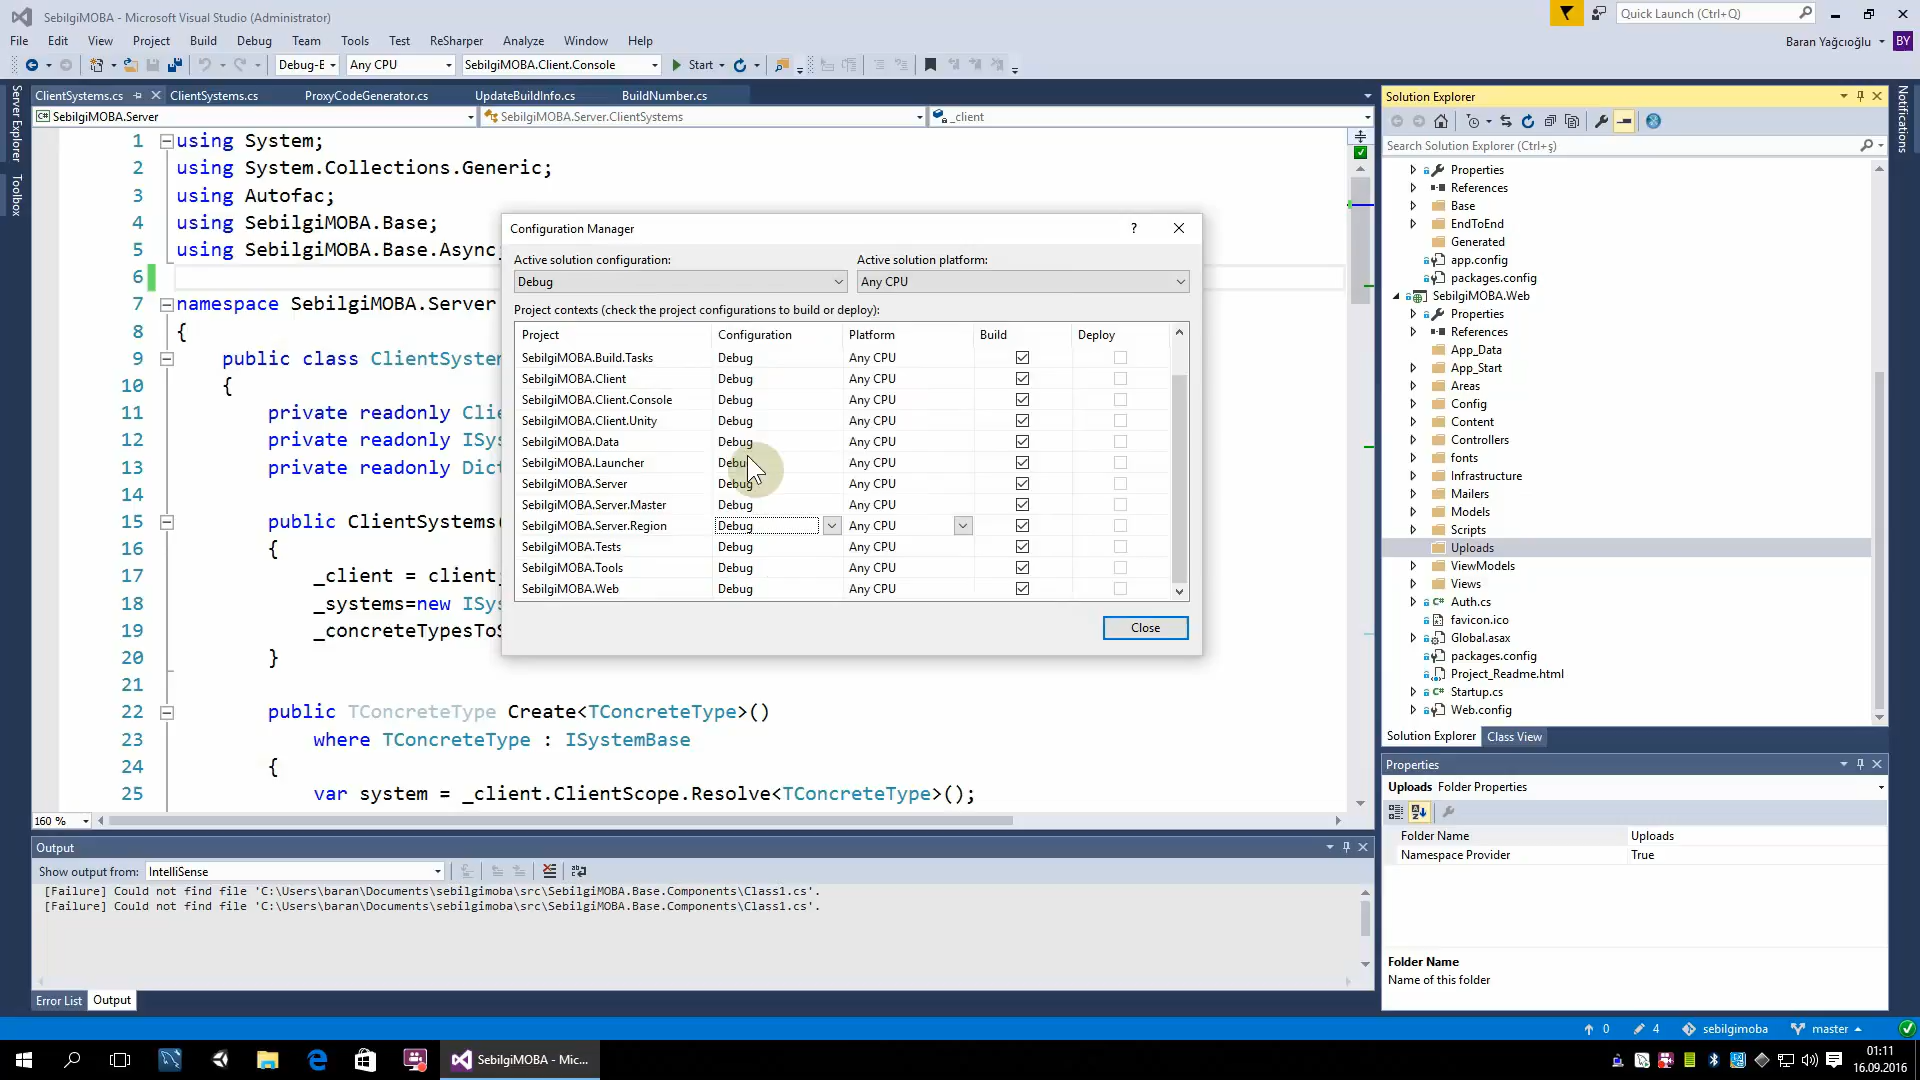 SebilgiMOBA - Microsoft Visual Studio (Administrator)
Quick Launch (Ctrl+Q)
File Edit View Project Build Debug Team Tools Test ReSharper Analyze Window Help
Baran Yağcıoğlu BY
Debug-E Any CPU SebilgiMOBA.Client.Console Start
Server Explorer
Toolbox
ClientSystems.cs ClientSystems.cs ProxyCodeGenerator.cs UpdateBuildInfo.cs BuildNumber.cs
SebilgiMOBA.Server SebilgiMOBA.Server.ClientSystems _client
1 using System;
2 using System.Collections.Generic;
3 using Autofac;
4 using SebilgiMOBA.Base;
5 using SebilgiMOBA.Base.Async
6
7 namespace SebilgiMOBA.Server
8 {
9 public class ClientSystem
10 {
11 private readonly Clie
12 private readonly ISys
13 private readonly Dict
14
15 public ClientSystems(
16 {
17 _client = client;
18 _systems=new ISys
19 _concreteTypesToS
20 }
21
22 public TConcreteType Create<TConcreteType>()
23 where TConcreteType : ISystemBase
24 {
25 var system = _client.ClientScope.Resolve<TConcreteType>();
160 %
Configuration Manager
?
Active solution configuration: Active solution platform:
Debug Any CPU
Project contexts (check the project configurations to build or deploy):
Project Configuration Platform Build Deploy
SebilgiMOBA.Build.Tasks Debug Any CPU
SebilgiMOBA.Client Debug Any CPU
SebilgiMOBA.Client.Console Debug Any CPU
SebilgiMOBA.Client.Unity Debug Any CPU
SebilgiMOBA.Data Debug Any CPU
SebilgiMOBA.Launcher Debug Any CPU
SebilgiMOBA.Server Debug Any CPU
SebilgiMOBA.Server.Master Debug Any CPU
SebilgiMOBA.Server.Region Debug Any CPU
SebilgiMOBA.Tests Debug Any CPU
SebilgiMOBA.Tools Debug Any CPU
SebilgiMOBA.Web Debug Any CPU
Close
Output
Show output from: IntelliSense
[Failure] Could not find file 'C:\Users\baran\Documents\sebilgimoba\src\SebilgiMOBA.Base.Components\Class1.cs'.
[Failure] Could not find file 'C:\Users\baran\Documents\sebilgimoba\src\SebilgiMOBA.Base.Components\Class1.cs'.
Error List Output
Solution Explorer
Search Solution Explorer (Ctrl+ş)
Properties
References
Base
EndToEnd
Generated
app.config
packages.config
SebilgiMOBA.Web
Properties
References
App_Data
App_Start
Areas
Config
Content
Controllers
fonts
Infrastructure
Mailers
Models
Scripts
Uploads
ViewModels
Views
Auth.cs
favicon.ico
Global.asax
packages.config
Project_Readme.html
Startup.cs
Web.config
Solution Explorer Class View
Properties
Uploads Folder Properties
Folder Name Uploads
Namespace Provider True
Folder Name
Name of this folder
Notifications
0 4 sebilgimoba master
SebilgiMOBA - Mic...
01:11
16.09.2016